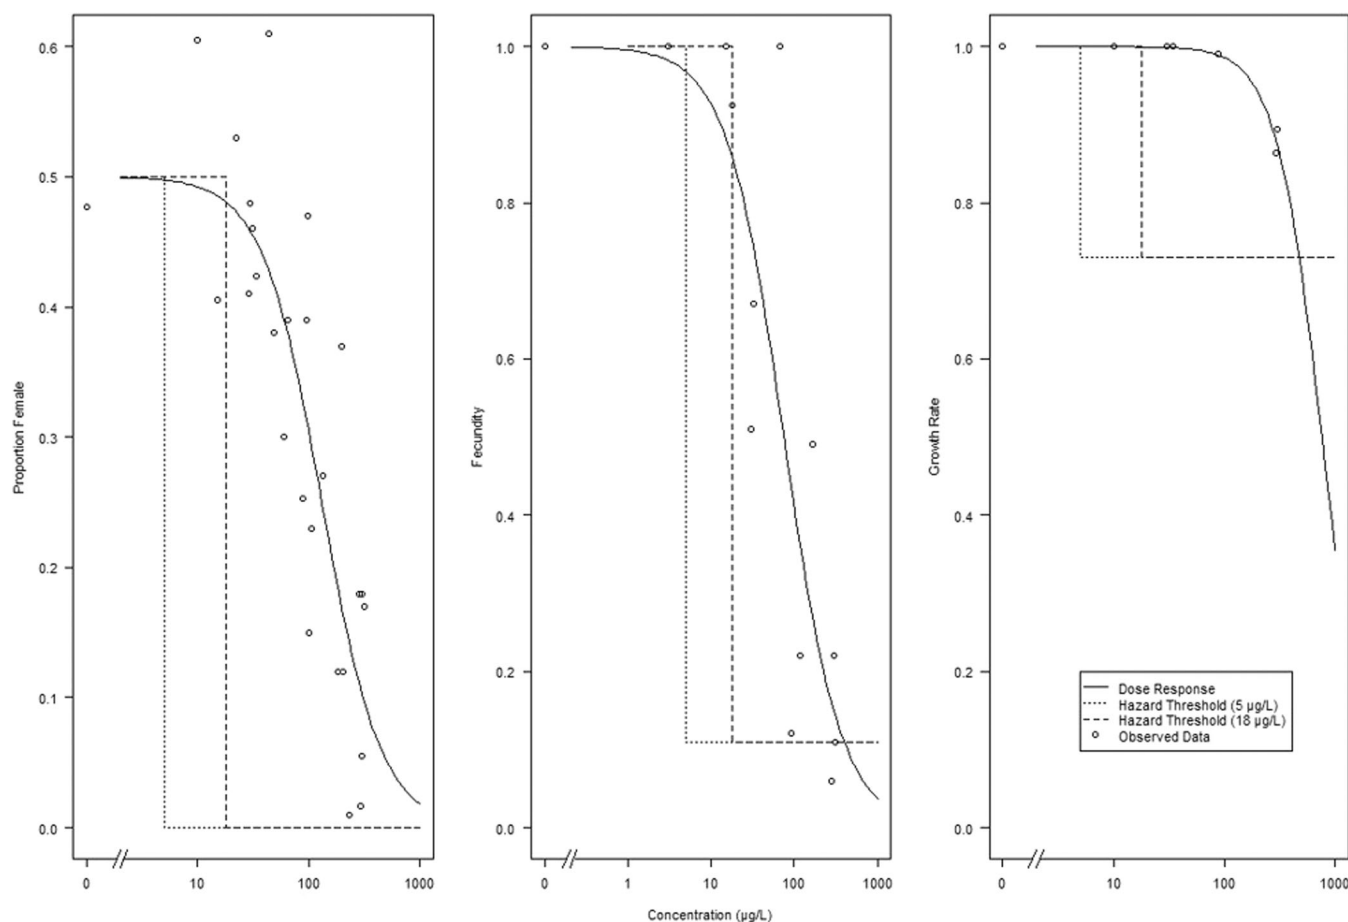 Proportion Female
0.6
0.5
0.4
0.3
0.2
0.1
0.0
0 10 100 1000
Fecundity
1.0
0.8
0.6
0.4
0.2
0.0
0 1 10 100 1000
Concentration (µg/L)
Growth Rate
1.0
0.8
0.6
0.4
0.2
0.0
0 10 100 1000
Dose Response
Hazard Threshold (5 µg/L)
Hazard Threshold (18 µg/L)
Observed Data